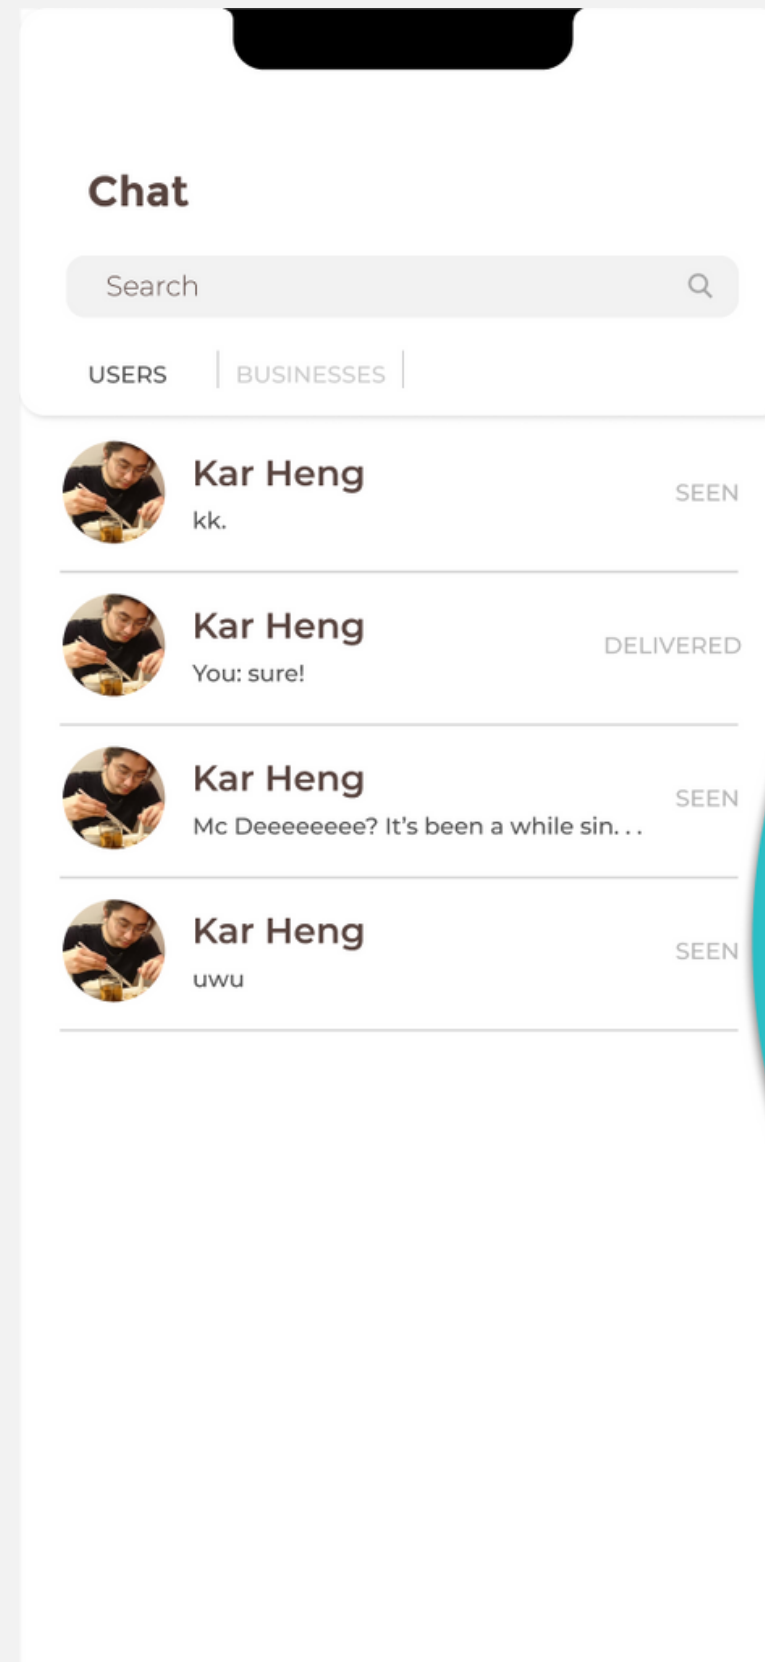 Chat
Search
USERS
BUSINESSES
Kar Heng
SEEN
kk.
Kar Heng
DELIVERED
You: sure!
Kar Heng
SEEN
Mc Deeeeeeee? It's been a while sin. . .
Kar Heng
SEEN
uwu